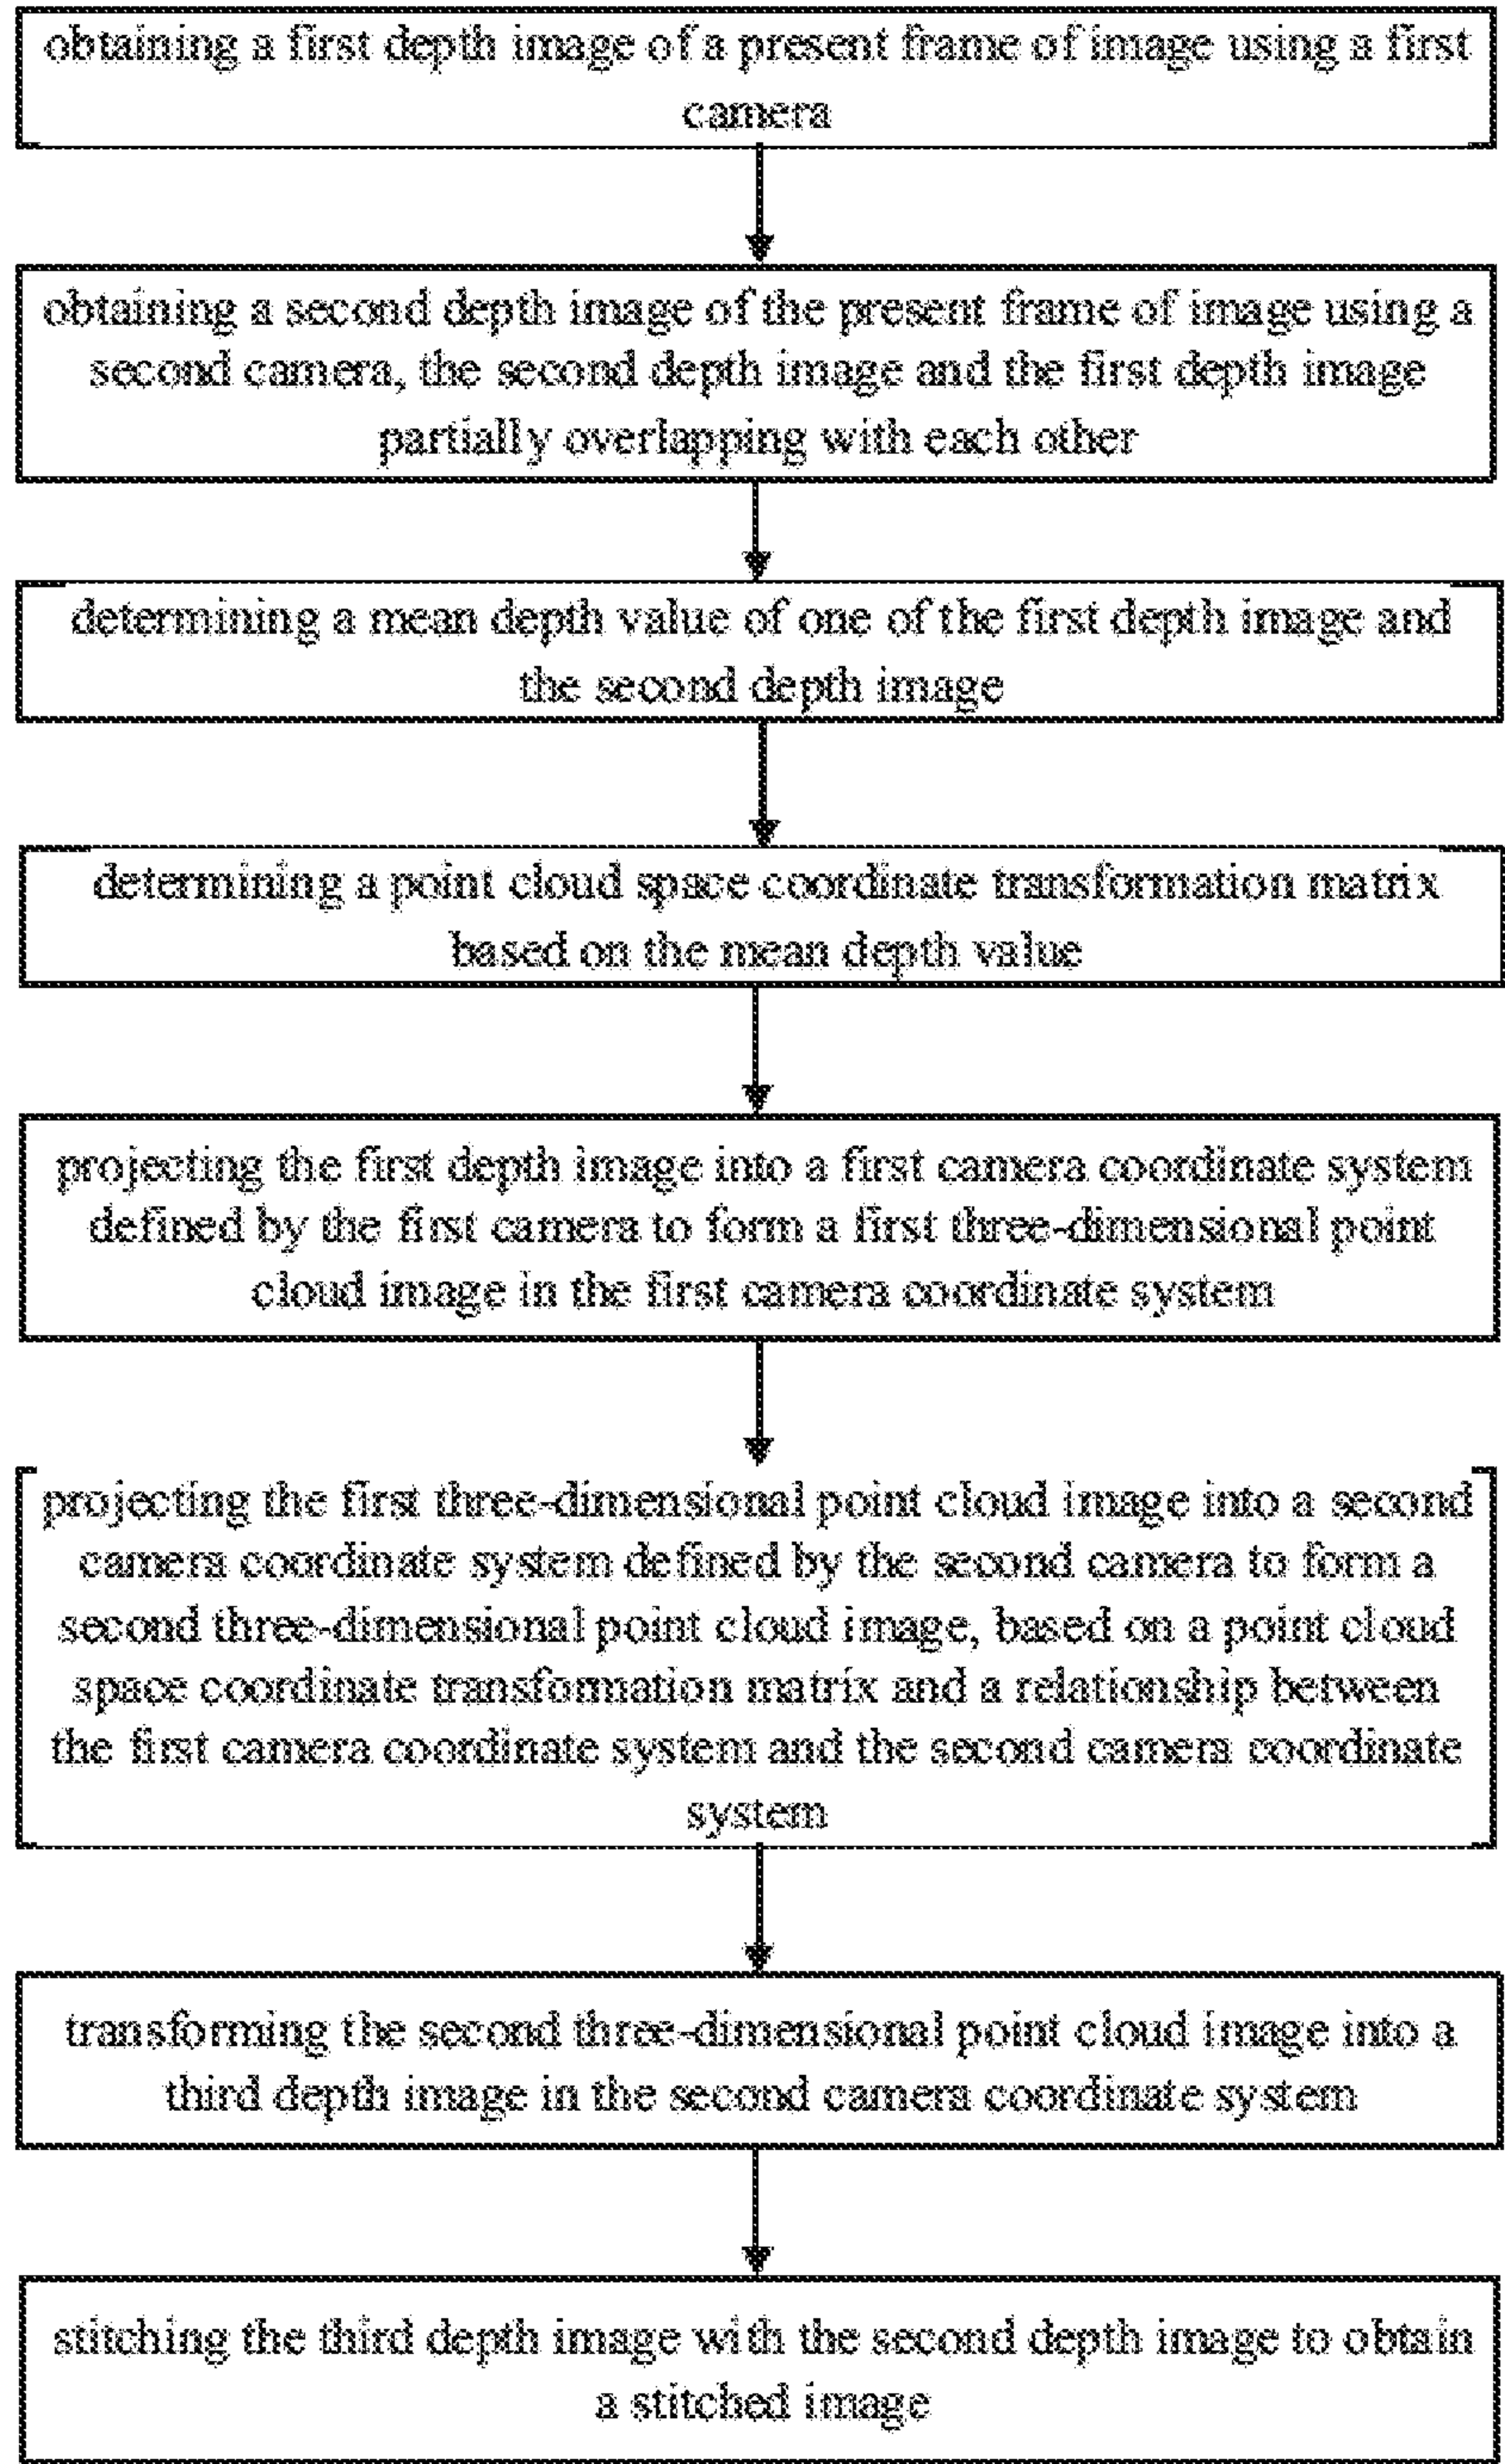 obtaining a first depth image of a present frame of image using a first
camera
obtaining a second depth image of the present frame of image using a
second camera, the second depth image and the first depth image
partially overlapping with each other
determining a mean depth value of one of the first depth image and
the second depth image
determining a point cloud space coordinate transformation matrix
based on the mean depth value
projecting the first depth image into a first camera coordinate system
defined by the first camera to form a first three-dimensional point
cloud image in the first camera coordinate system
projecting the first three-dimensional point cloud image into a second
camera coordinate system defined by the second camera to form a
second three-dimensional point cloud image, based on a point cloud
space coordinate transformation matrix and a relationship between
the first camera coordinate system and the second camera coordinate
system
transforming the second three-dimensional point cloud image into a
third depth image in the second camera coordinate system
stitching the third depth image with the second depth image to obtain
a stitched image